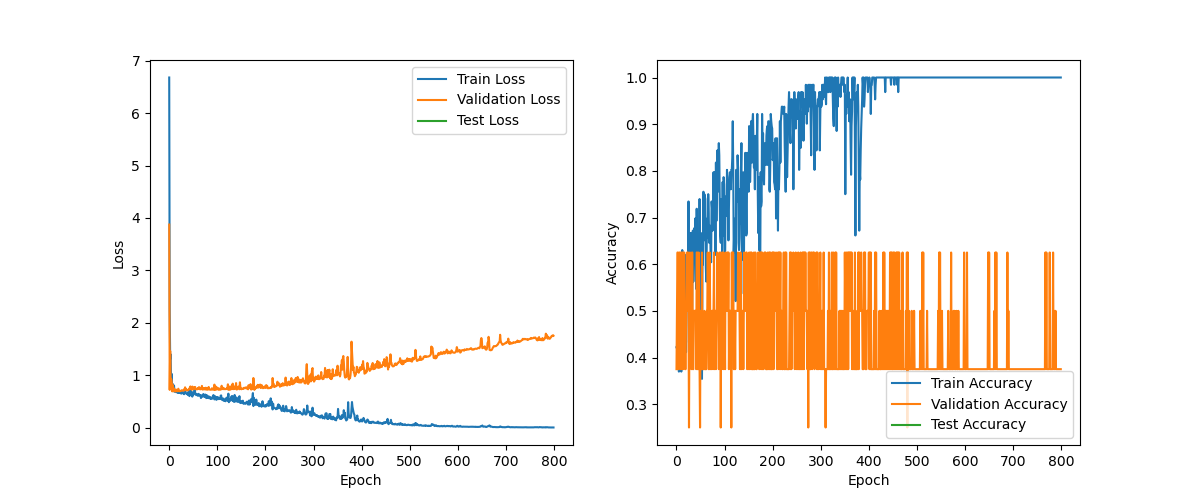 7
6
5
4
3
2
1
0
Loss
0 100 200 300 400 500 600 700 800
Epoch
Train Loss
Validation Loss
Test Loss
1.0
0.9
0.8
0.7
0.6
0.5
0.4
0.3
Accuracy
0 100 200 300 400 500 600 700 800
Epoch
Train Accuracy
Validation Accuracy
Test Accuracy